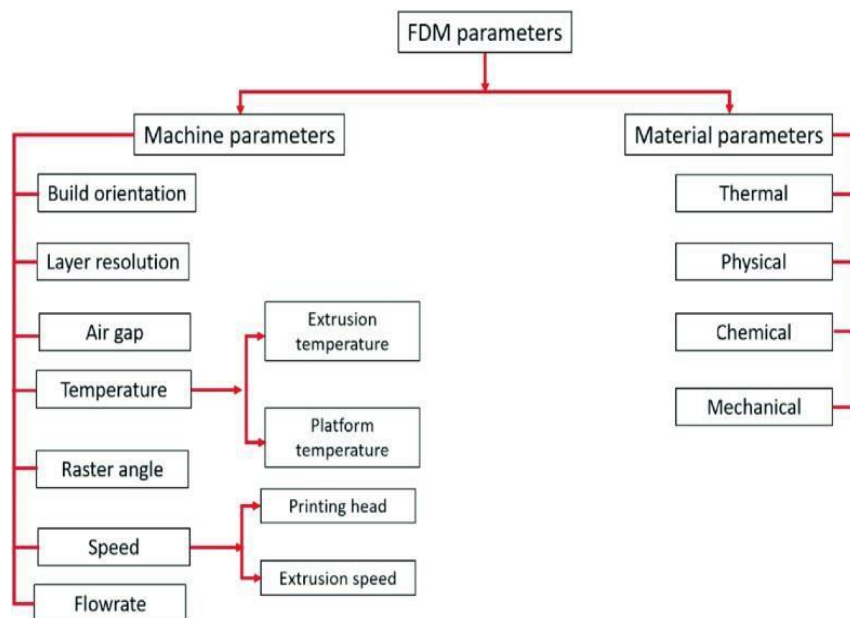 FDM parameters
Machine parameters
Material parameters
Build orientation
Layer resolution
Air gap
Temperature
Extrusion
temperature
Platform
temperature
Raster angle
Speed
Printing head
Extrusion speed
Flowrate
Thermal
Physical
Chemical
Mechanical